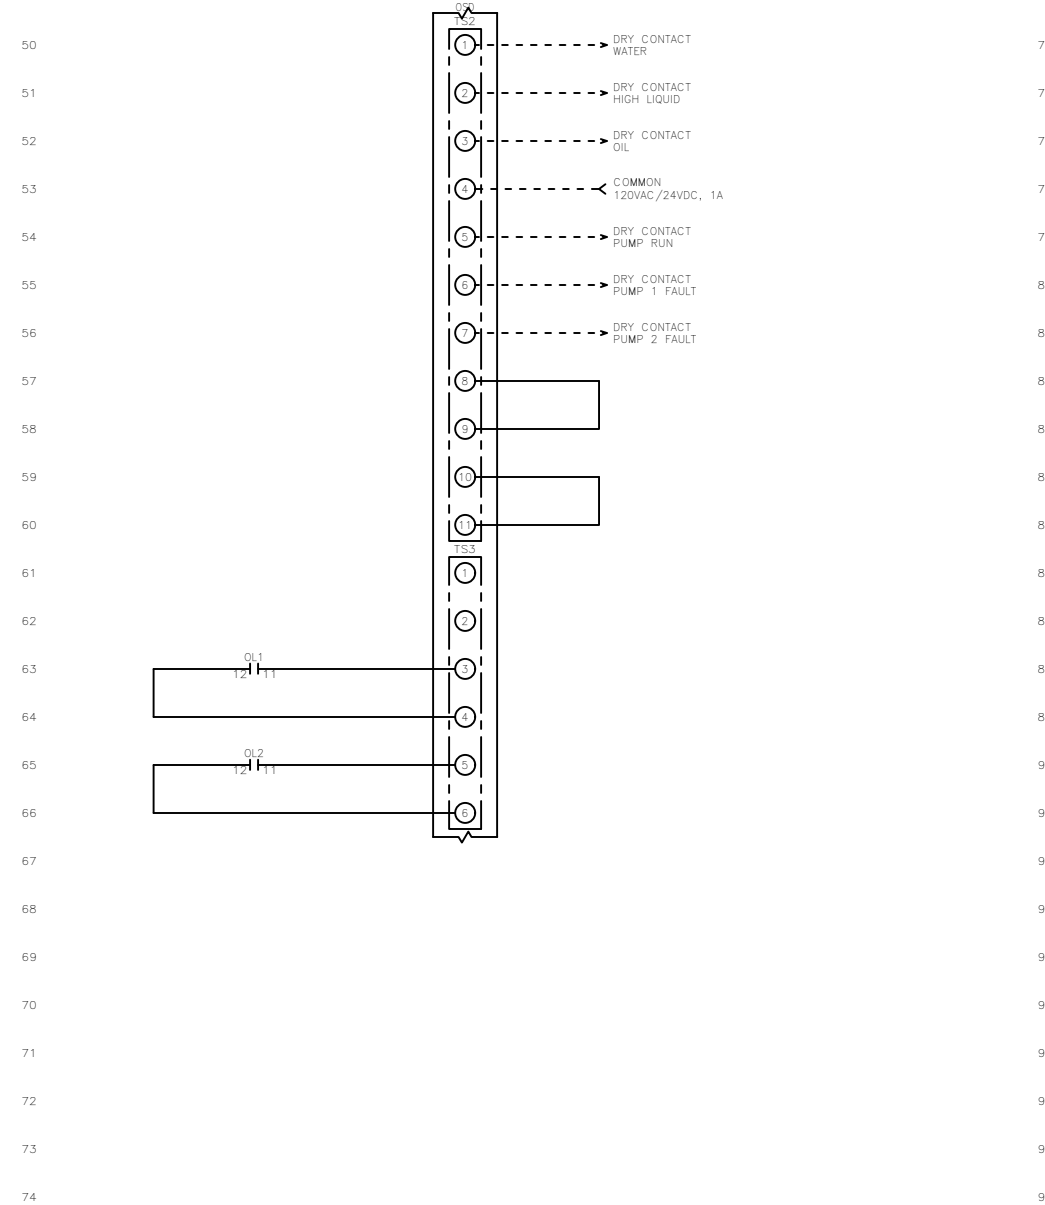 OSD
TS2
50 1 DRY CONTACT 7
WATER
51 2 DRY CONTACT 7
HIGH LIQUID
52 3 DRY CONTACT 7
OIL
53 4 COMMON 7
120VAC/24VDC, 1A
54 5 DRY CONTACT 7
PUMP RUN
55 6 DRY CONTACT 8
PUMP 1 FAULT
56 7 DRY CONTACT 8
PUMP 2 FAULT
57 8 8
58 9 8
59 10 8
60 11 8
TS3
61 1 8
62 2 8
OL1
63 3 8
12 11
64 4 8
OL2
65 5 9
12 11
66 6 9
67 9
68 9
69 9
70 9
71 9
72 9
73 9
74 9